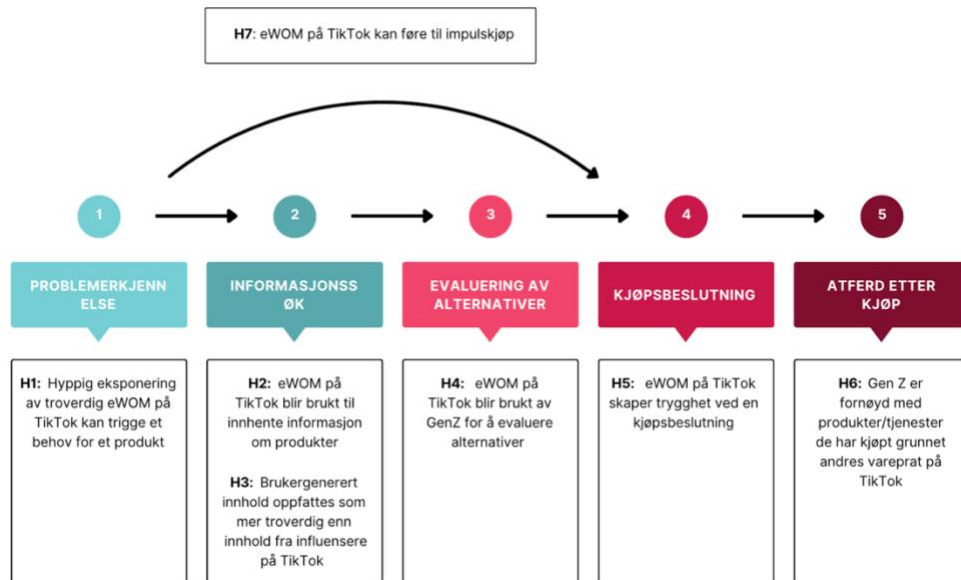 H7: eWOM på TikTok kan føre til impulskjøp
1
2
3
4
5
PROBLEMERKJENN
ELSE
INFORMASJONSS
ØK
EVALUERING AV
ALTERNATIVER
KJØPSBESLUTNING
ATFERD ETTER
KJØP
H1: Hyppig eksponering
av troverdig eWOM på
TikTok kan trigge et
behov for et produkt
H2: eWOM på
TikTok blir brukt til
innhente informasjon
om produkter
H3: Brukergenerert
innhold oppfattes som
mer troverdig enn
innhold fra influensere
på TikTok
H4: eWOM på
TikTok blir brukt av
GenZ for å evaluere
alternativer
H5: eWOM på TikTok
skaper trygghet ved en
kjøpsbeslutning
H6: Gen Z er
fornøyd med
produkter/tjenester
de har kjøpt grunnet
andres vareprat på
TikTok